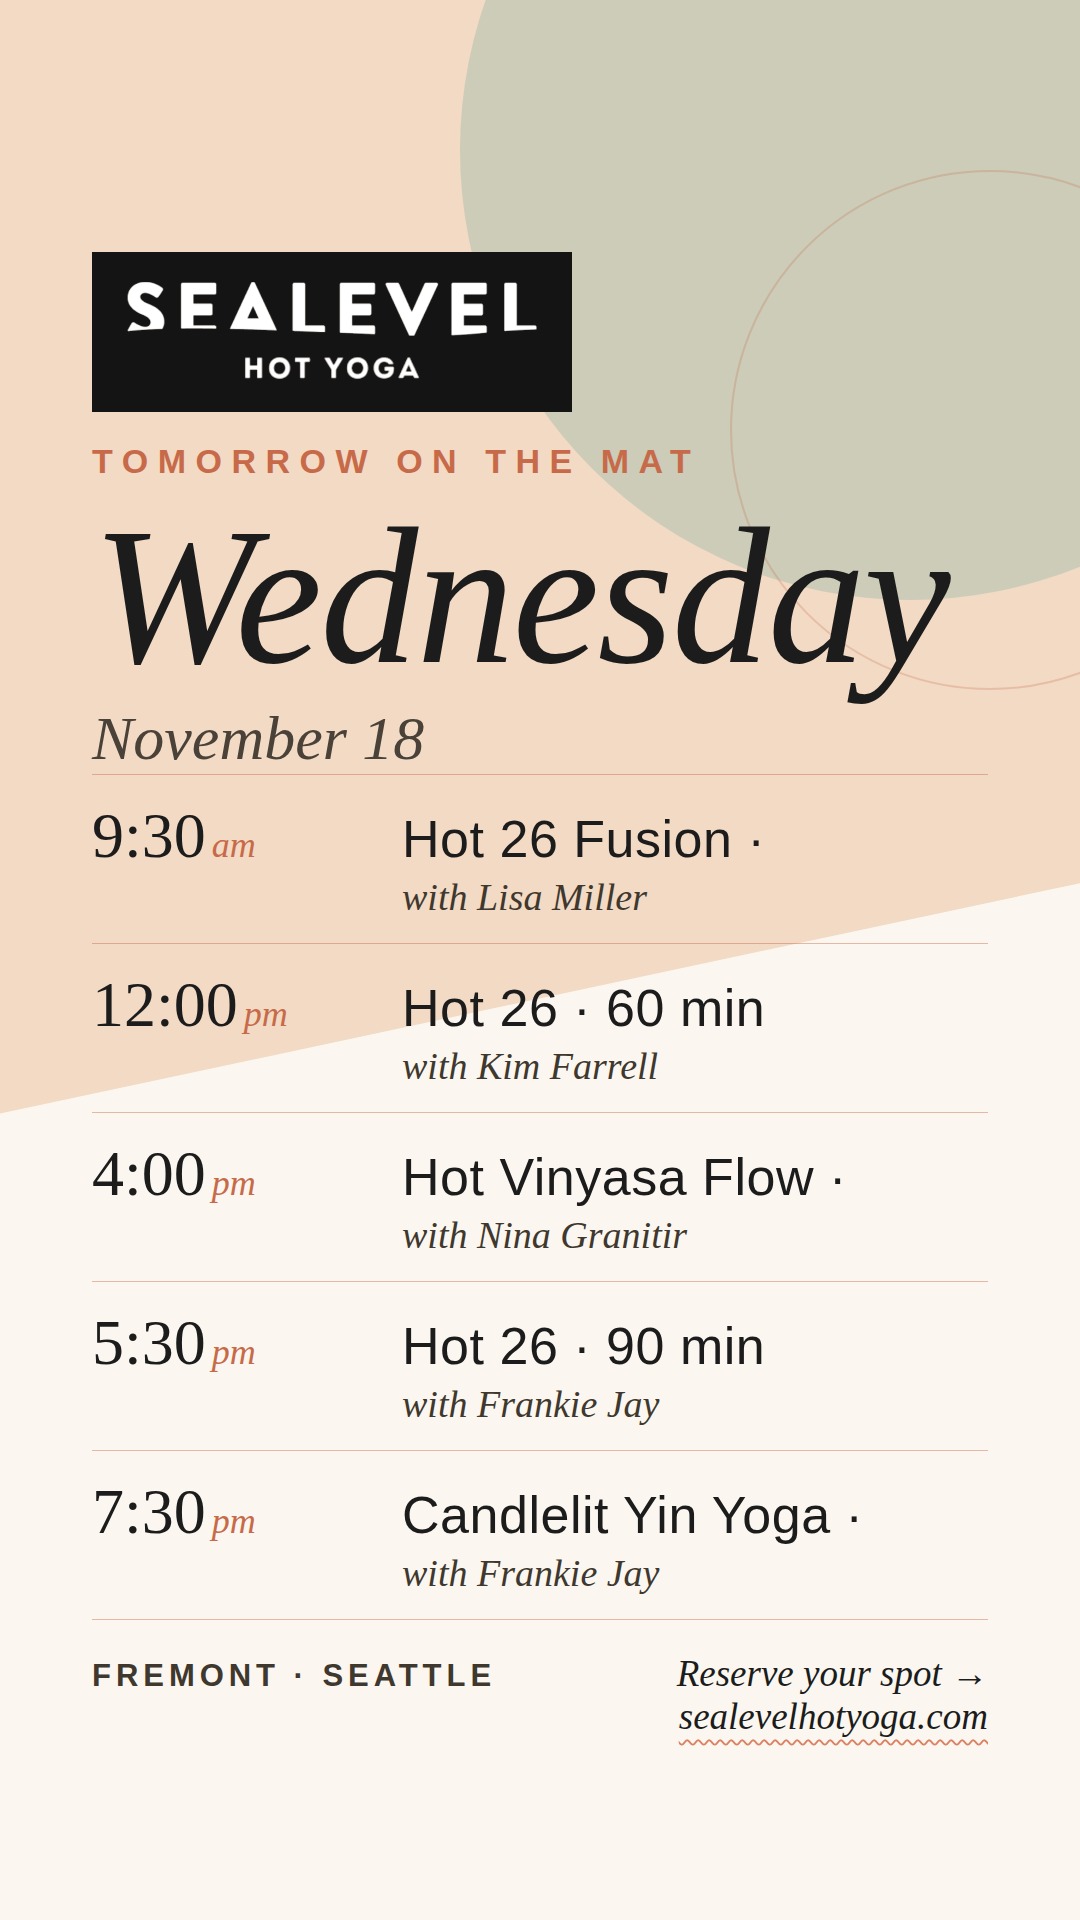 SEALEVEL
HOT YOGA
TOMORROW ON THE MAT
Wednesday
November 18
9:30 am Hot 26 Fusion ·
with Lisa Miller
12:00 pm Hot 26 · 60 min
with Kim Farrell
4:00 pm Hot Vinyasa Flow ·
with Nina Granitir
5:30 pm Hot 26 · 90 min
with Frankie Jay
7:30 pm Candlelit Yin Yoga ·
with Frankie Jay
FREMONT · SEATTLE
Reserve your spot →
sealevelhotyoga.com